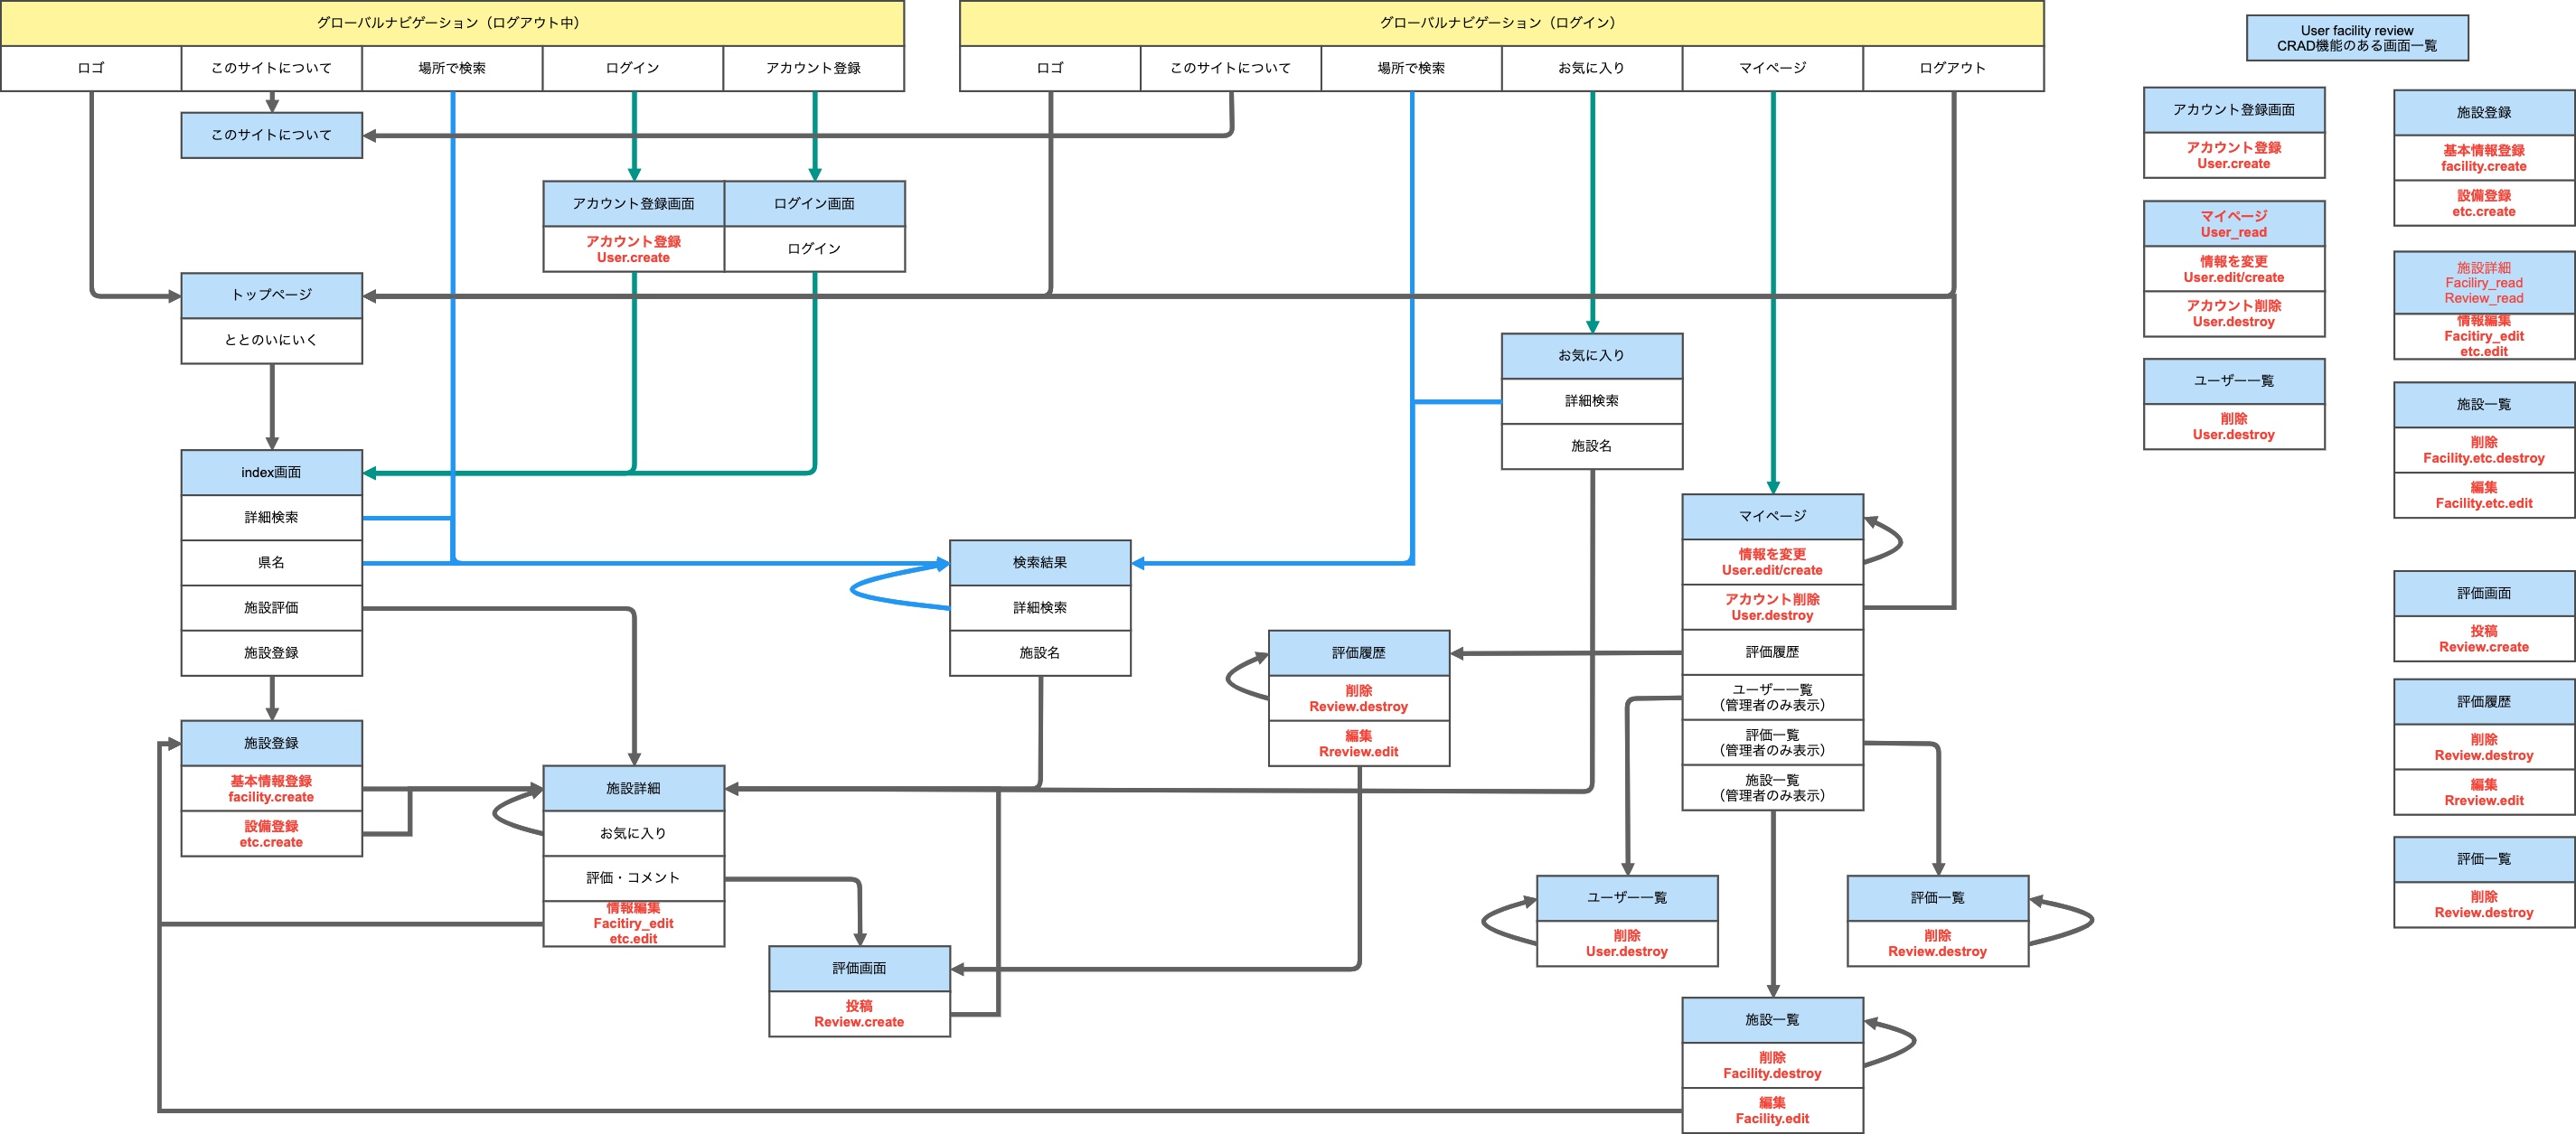 グローバルナビゲーション（ログアウト中）
ロゴ
このサイトについて
場所で検索
ログイン
アカウント登録
グローバルナビゲーション（ログイン）
ロゴ
このサイトについて
場所で検索
お気に入り
マイページ
ログアウト
User facility review
CRAD機能のある画面一覧
このサイトについて
アカウント登録画面
アカウント登録
User.create
ログイン画面
ログイン
トップページ
ととのいにいく
index画面
詳細検索
県名
施設評価
施設登録
お気に入り
詳細検索
施設名
検索結果
詳細検索
施設名
マイページ
情報を変更
User.edit/create
アカウント削除
User.destroy
評価履歴
ユーザー一覧
（管理者のみ表示）
評価一覧
（管理者のみ表示）
施設一覧
（管理者のみ表示）
評価履歴
削除
Review.destroy
編集
Rreview.edit
施設登録
基本情報登録
facility.create
設備登録
etc.create
施設詳細
お気に入り
評価・コメント
情報編集
Facitiry_edit
etc.edit
評価画面
投稿
Review.create
ユーザー一覧
削除
User.destroy
評価一覧
削除
Review.destroy
施設一覧
削除
Facility.destroy
編集
Facility.edit
アカウント登録画面
アカウント登録
User.create
マイページ
User_read
情報を変更
User.edit/create
アカウント削除
User.destroy
ユーザー一覧
削除
User.destroy
施設登録
基本情報登録
facility.create
設備登録
etc.create
施設詳細
Faciliry_read
Review_read
情報編集
Facitiry_edit
etc.edit
施設一覧
削除
Facility.etc.destroy
編集
Facility.etc.edit
評価画面
投稿
Review.create
評価履歴
削除
Review.destroy
編集
Rreview.edit
評価一覧
削除
Review.destroy